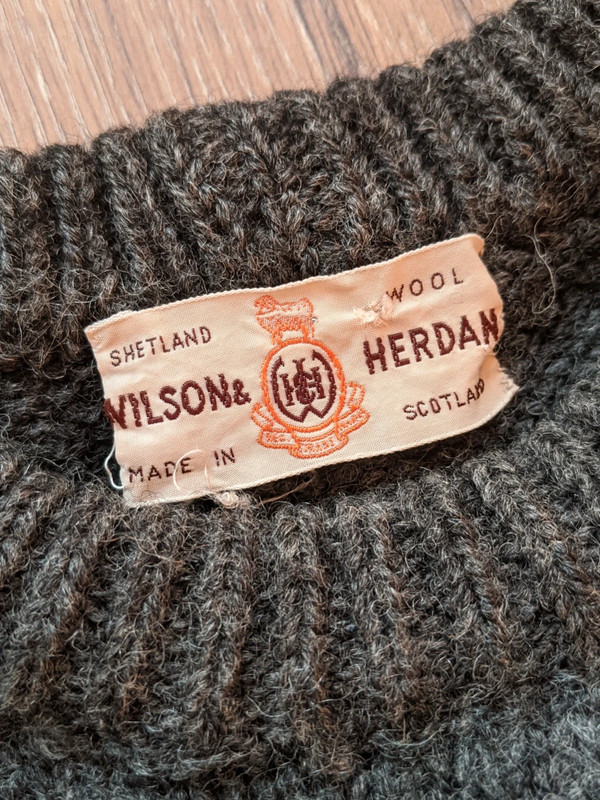 SHETLAND WOOL
WILSON& HERDAN
MADE IN SCOTLAND